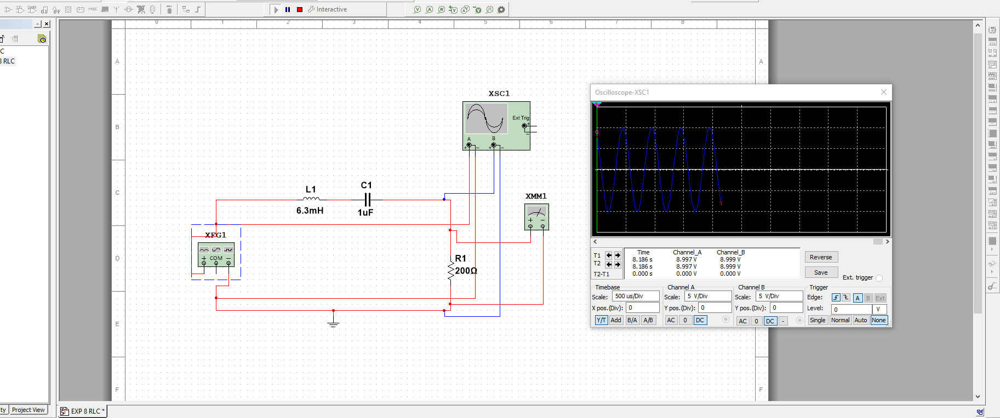 MISC
Interactive
0 1 2 3 4 5 6 7 8
C
8 RLC
A
A
B
C
D
E
F
F
XSC1
Ext Trig
+
−
A
B
+ − + −
L1
6.3mH
C1
1uF
XMM1
+ −
XFG1
+ COM −
R1
200Ω
Oscilloscope-XSC1
Time Channel_A Channel_B
T1 8.186 s 8.997 V 8.999 V
T2 8.186 s 8.997 V 8.999 V
T2-T1 0.000 s 0.000 V 0.000 V
Reverse
Save
Ext. trigger
Timebase
Scale: 500 us/Div
X pos.(Div): 0
Y/T Add B/A A/B
Channel A
Scale: 5 V/Div
Y pos.(Div): 0
AC 0 DC
Channel B
Scale: 5 V/Div
Y pos.(Div): 0
AC 0 DC -
Trigger
Edge: A B Ext
Level: 0 V
Single Normal Auto None
ty Project View
EXP 8 RLC *